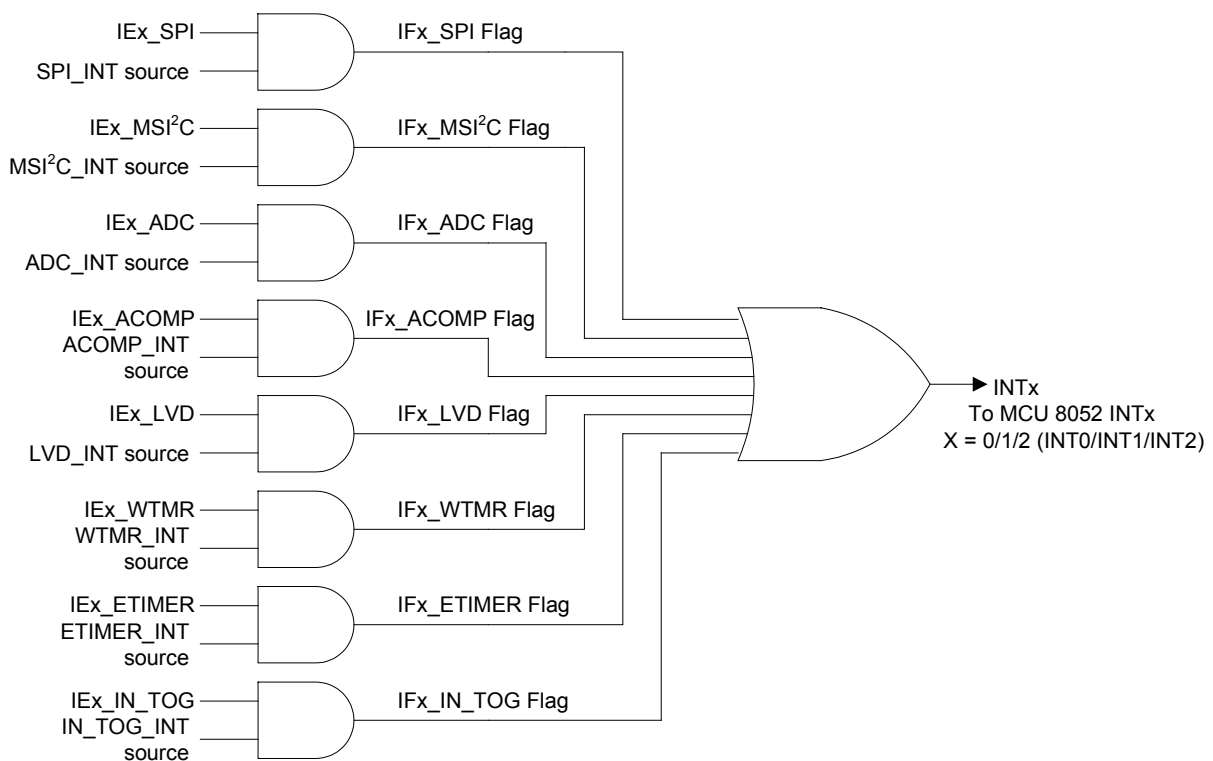 IEx_SPI
SPI_INT source
IFx_SPI Flag
IEx_MSI²C
MSI²C_INT source
IFx_MSI²C Flag
IEx_ADC
ADC_INT source
IFx_ADC Flag
IEx_ACOMP
ACOMP_INT
source
IFx_ACOMP Flag
IEx_LVD
LVD_INT source
IFx_LVD Flag
IEx_WTMR
WTMR_INT
source
IFx_WTMR Flag
IEx_ETIMER
ETIMER_INT
source
IFx_ETIMER Flag
IEx_IN_TOG
IN_TOG_INT
source
IFx_IN_TOG Flag
INTx
To MCU 8052 INTx
X = 0/1/2 (INT0/INT1/INT2)